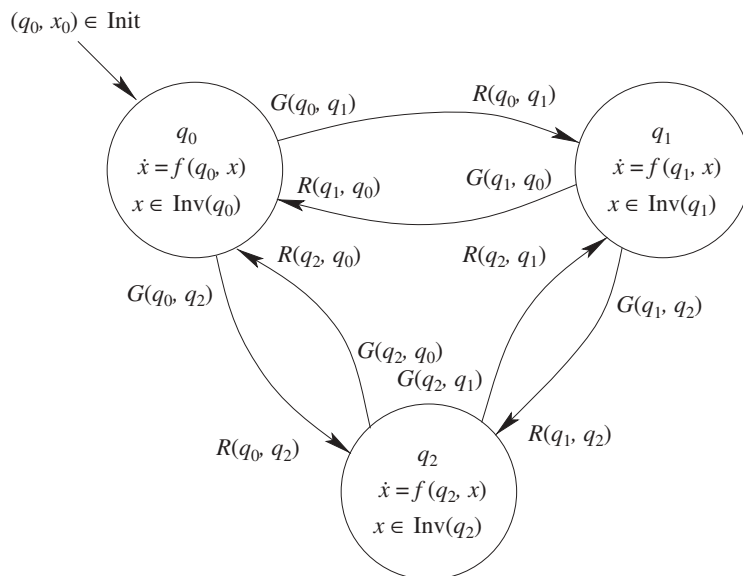 (q₀, x₀) ∈ Init
G(q₀, q₁)
R(q₀, q₁)
q₀
ẋ = f(q₀, x)
x ∈ Inv(q₀)
q₁
ẋ = f(q₁, x)
x ∈ Inv(q₁)
R(q₁, q₀)
G(q₁, q₀)
R(q₂, q₀)
R(q₂, q₁)
G(q₀, q₂)
G(q₁, q₂)
G(q₂, q₀)
G(q₂, q₁)
R(q₀, q₂)
R(q₁, q₂)
q₂
ẋ = f(q₂, x)
x ∈ Inv(q₂)